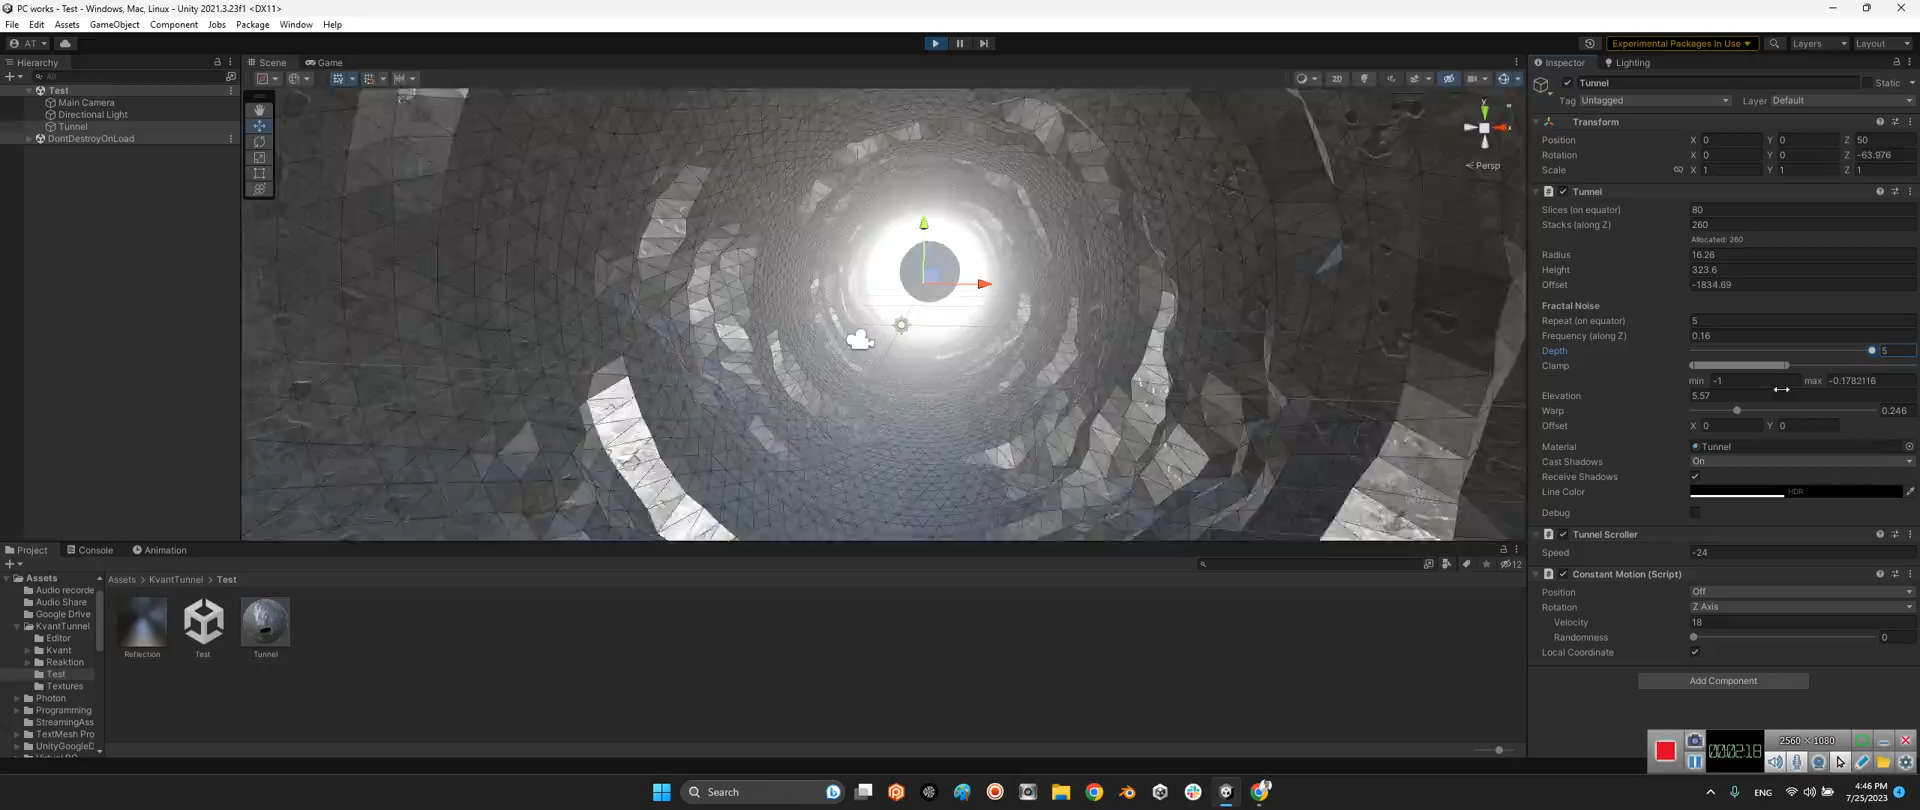 PC works - Test - Windows, Mac, Linux - Unity 2021.3.23f1 <DX11>
File Edit Assets GameObject Component Jobs Package Window Help
AT Experimental Packages In Use Layers Layout
Hierarchy
All
Test
Main Camera
Directional Light
Tunnel
DontDestroyOnLoad
Scene Game
2D
y
x
Persp
Inspector Lighting
Tunnel Static
Tag Untagged Layer Default
Transform
Position X 0 Y 0 Z 50
Rotation X 0 Y 0 Z -63.976
Scale X 1 Y 1 Z 1
Tunnel
Slices (on equator) 80
Stacks (along Z) 260
Allocated: 260
Radius 16.26
Height 323.6
Offset -1834.69
Fractal Noise
Repeat (on equator) 5
Frequency (along Z) 0.16
Depth 5
Clamp
min -1 max -0.1782116
Elevation 5.57
Warp 0.246
Offset X 0 Y 0
Material Tunnel
Cast Shadows On
Receive Shadows
Line Color HDR
Debug
Tunnel Scroller
Speed -24
Constant Motion (Script)
Position Off
Rotation Z Axis
Velocity 18
Randomness 0
Local Coordinate
Add Component
Project Console Animation
12
Assets
Audio recorde
Audio Share
Google Drive
KvantTunnel
Editor
Kvant
Reaktion
Test
Textures
Photon
Programming
StreamingAss
TextMesh Pro
UnityGoogleD
Assets > KvantTunnel > Test
Reflection Test Tunnel
000:02:18 2560 × 1080
Search
ENG 4:46 PM
7/25/2023 4